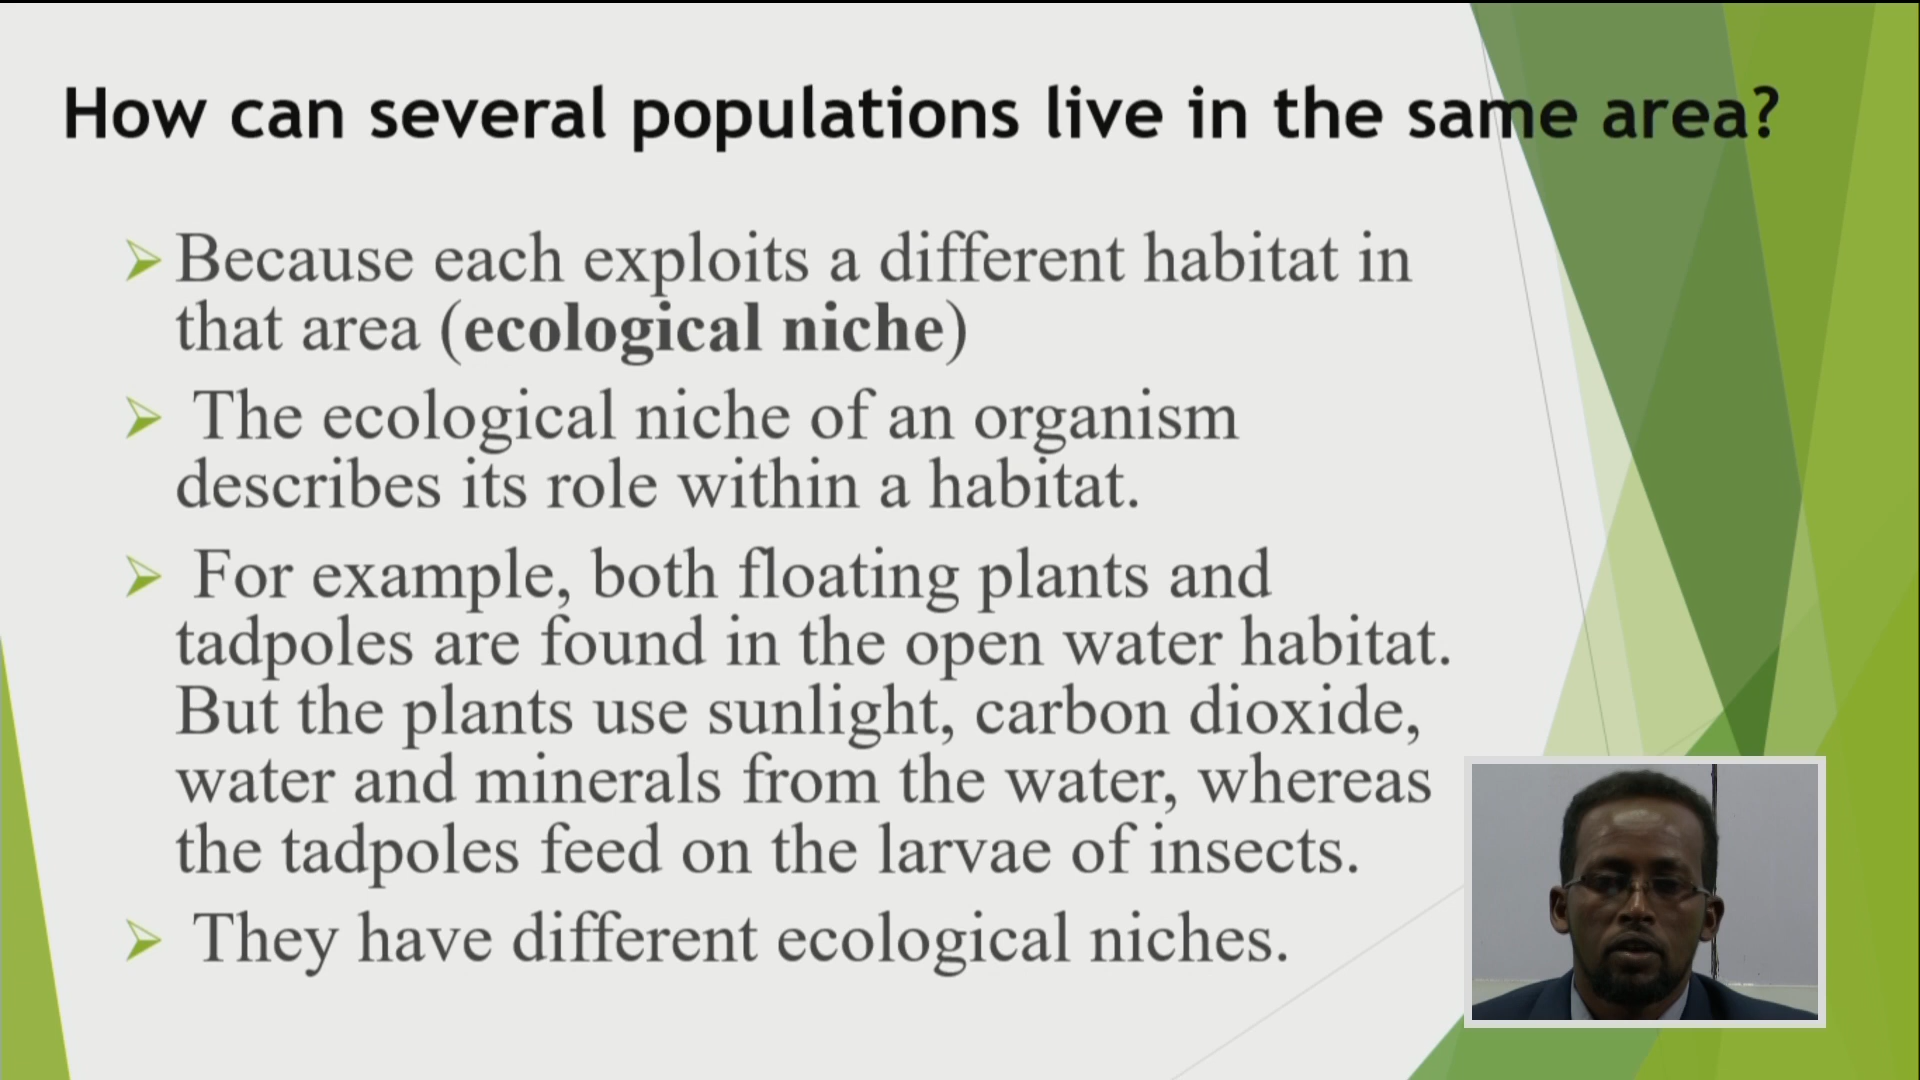 How can several populations live in the same area?
Because each exploits a different habitat in
that area (ecological niche)
The ecological niche of an organism
describes its role within a habitat.
For example, both floating plants and
tadpoles are found in the open water habitat.
But the plants use sunlight, carbon dioxide,
water and minerals from the water, whereas
the tadpoles feed on the larvae of insects.
They have different ecological niches.